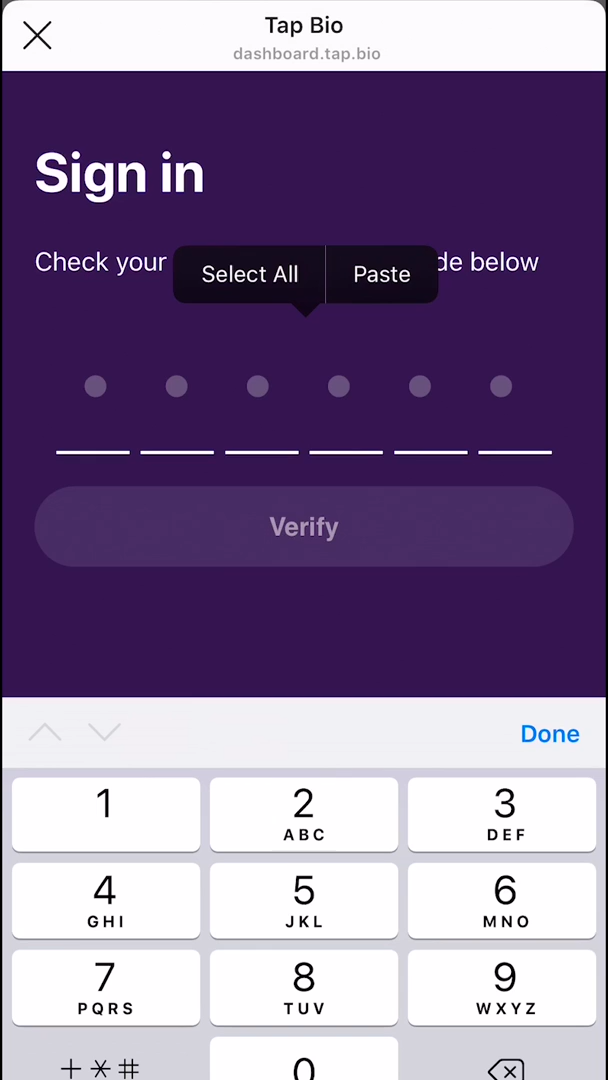 Tap Bio
dashboard.tap.bio
Sign in
Check your de below
Select All Paste
Verify
Done
1 2 3
ABC DEF
4 5 6
GHI JKL MNO
7 8 9
PQRS TUV WXYZ
+*# 0